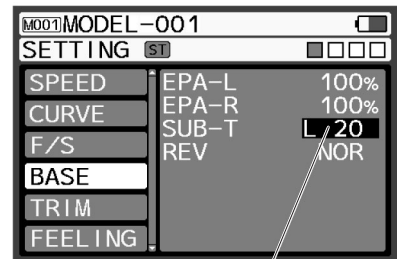 M001 MODEL-001
SETTING ST
SPEED
CURVE
F/S
BASE
TRIM
FEELING
EPA-L 100%
EPA-R 100%
SUB-T L 20
REV NOR